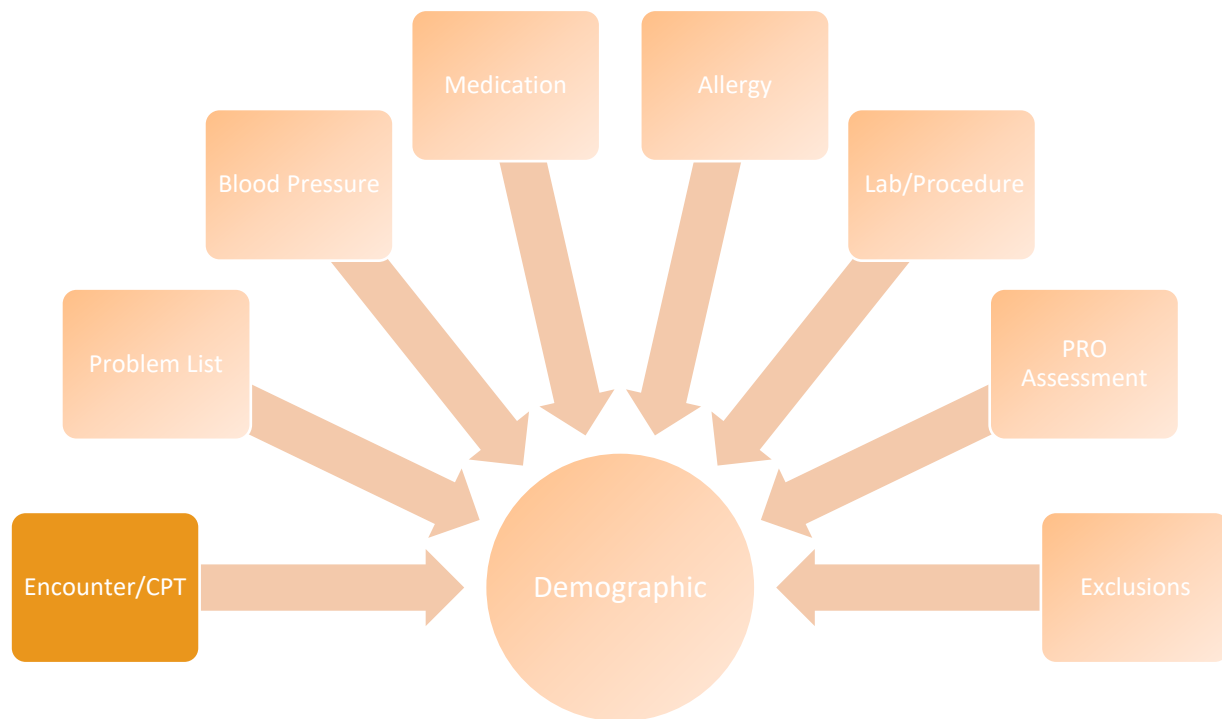 Medication
Allergy
Blood Pressure
Lab/Procedure
Problem List
PRO
Assessment
Encounter/CPT
Demographic
Exclusions